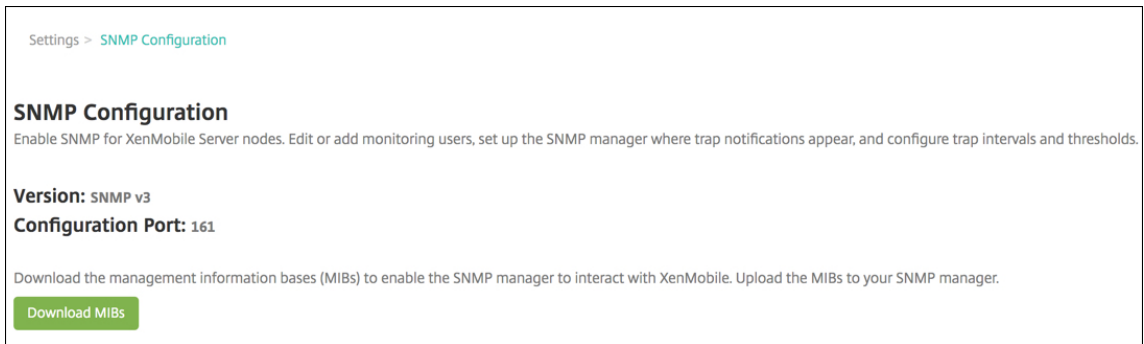 Settings > SNMP Configuration
SNMP Configuration
Enable SNMP for XenMobile Server nodes. Edit or add monitoring users, set up the SNMP manager where trap notifications appear, and configure trap intervals and thresholds.
Version: SNMP v3
Configuration Port: 161
Download the management information bases (MIBs) to enable the SNMP manager to interact with XenMobile. Upload the MIBs to your SNMP manager.
Download MIBs